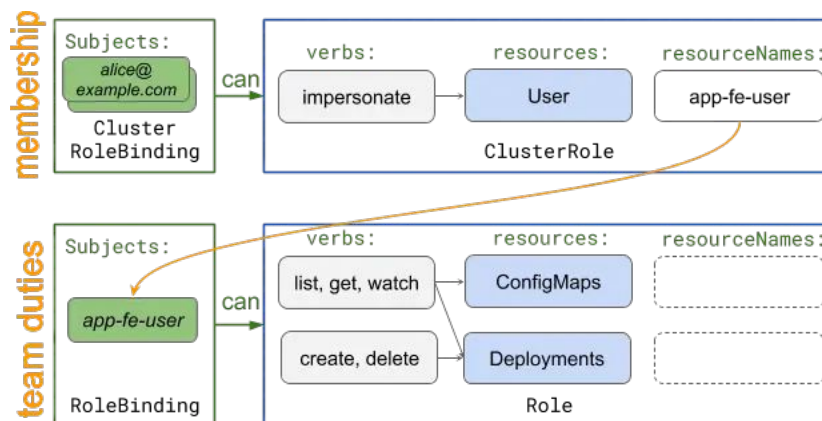 membership
Subjects:
alice@
example.com
Cluster
RoleBinding
can
verbs:
resources:
resourceNames:
impersonate
User
app-fe-user
ClusterRole
team duties
Subjects:
app-fe-user
RoleBinding
can
verbs:
resources:
resourceNames:
list, get, watch
ConfigMaps
create, delete
Deployments
Role